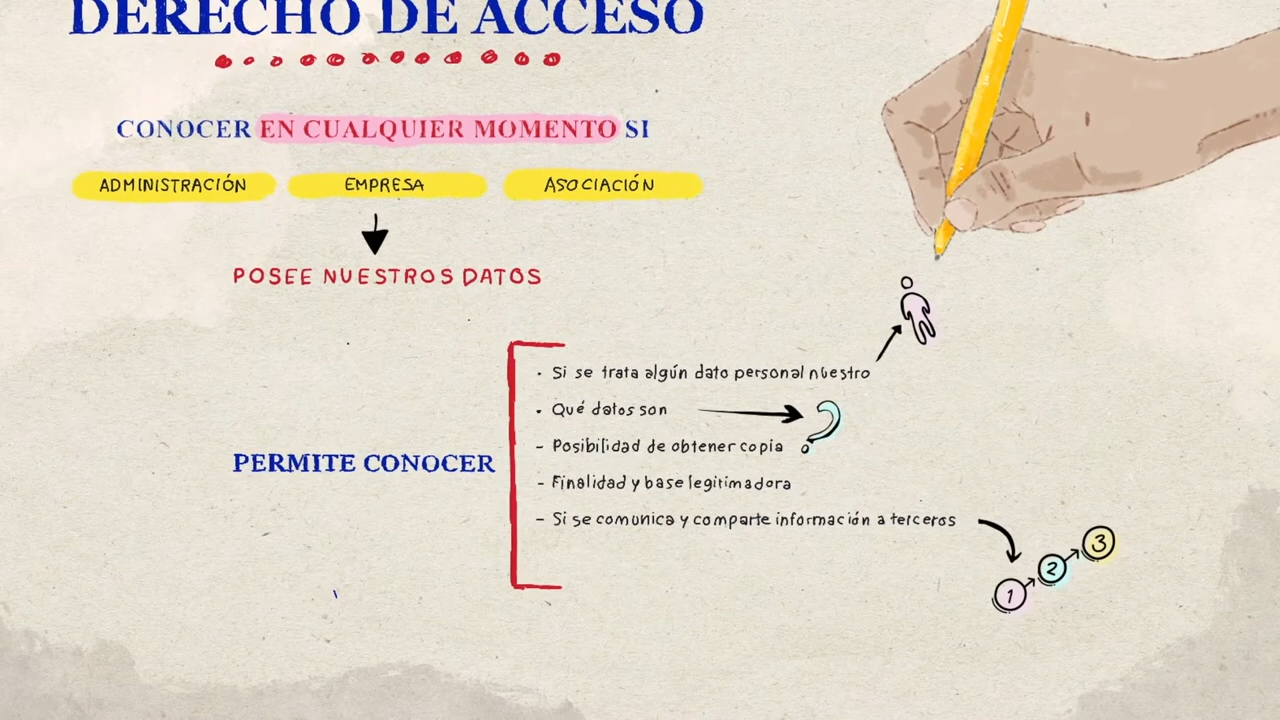 DERECHO DE ACCESO
CONOCER EN CUALQUIER MOMENTO SI
ADMINISTRACIÓN EMPRESA ASOCIACIÓN
POSEE NUESTROS DATOS
PERMITE CONOCER
· Si se trata algún dato personal nuestro
· Qué datos son
?
- Posibilidad de obtener copia
- Finalidad y base legitimadora
- Si se comunica y comparte información a terceros
1 2 3